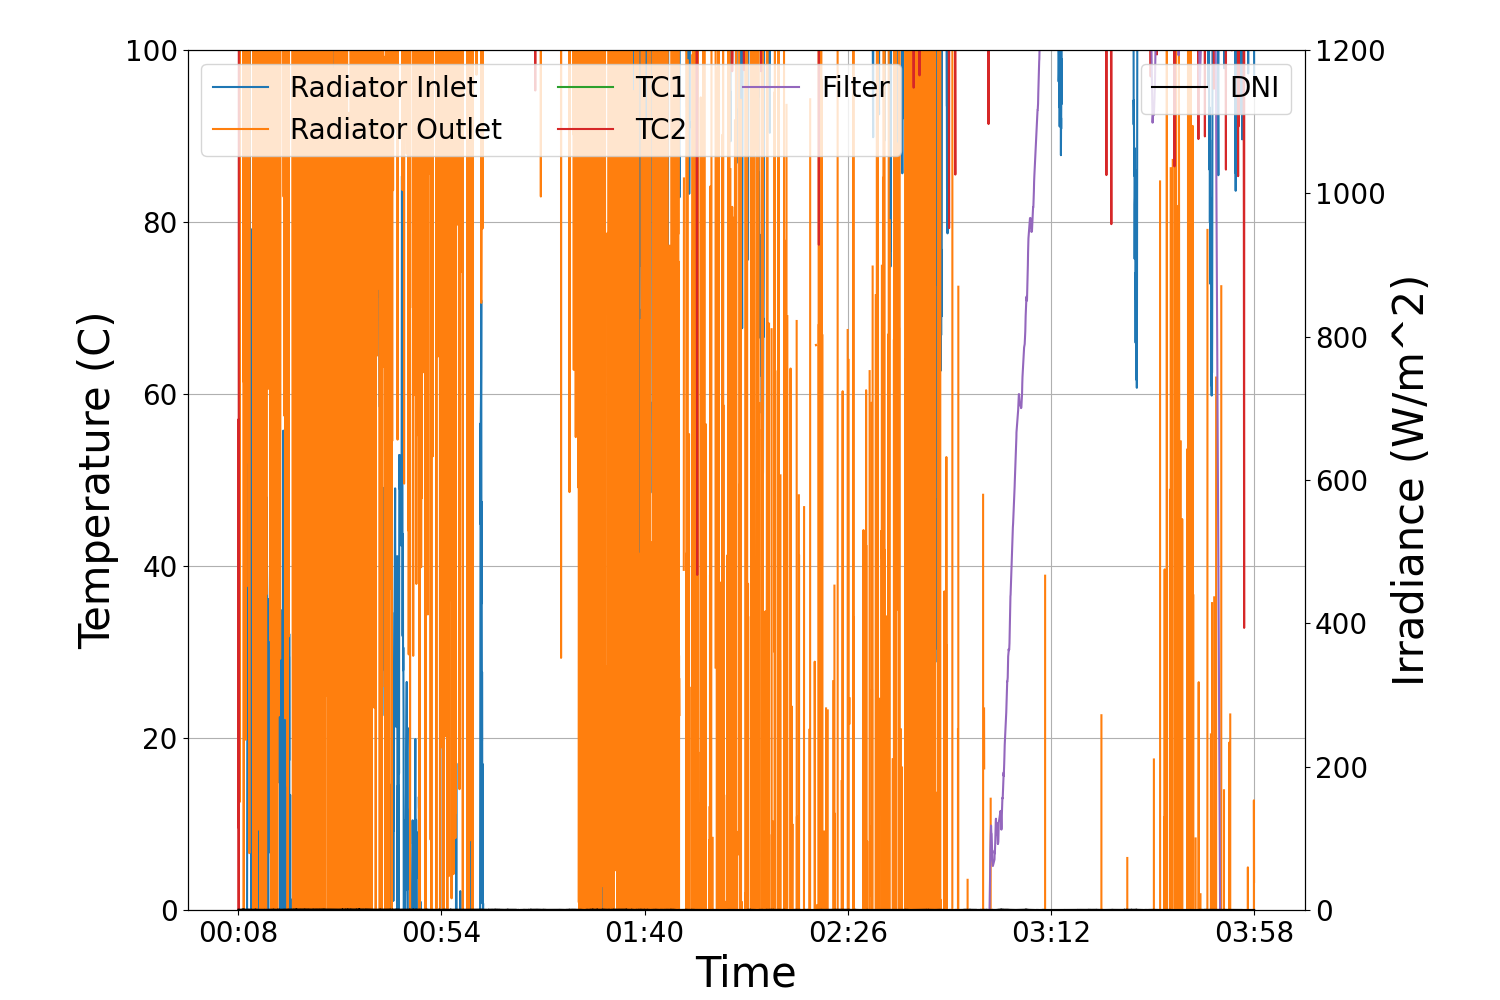 100
80
60
40
20
0
Temperature (C)
Radiator Inlet
Radiator Outlet
TC1
TC2
Filter
DNI
1200
1000
800
600
400
200
0
Irradiance (W/m^2)
00:08
00:54
01:40
02:26
03:12
03:58
Time